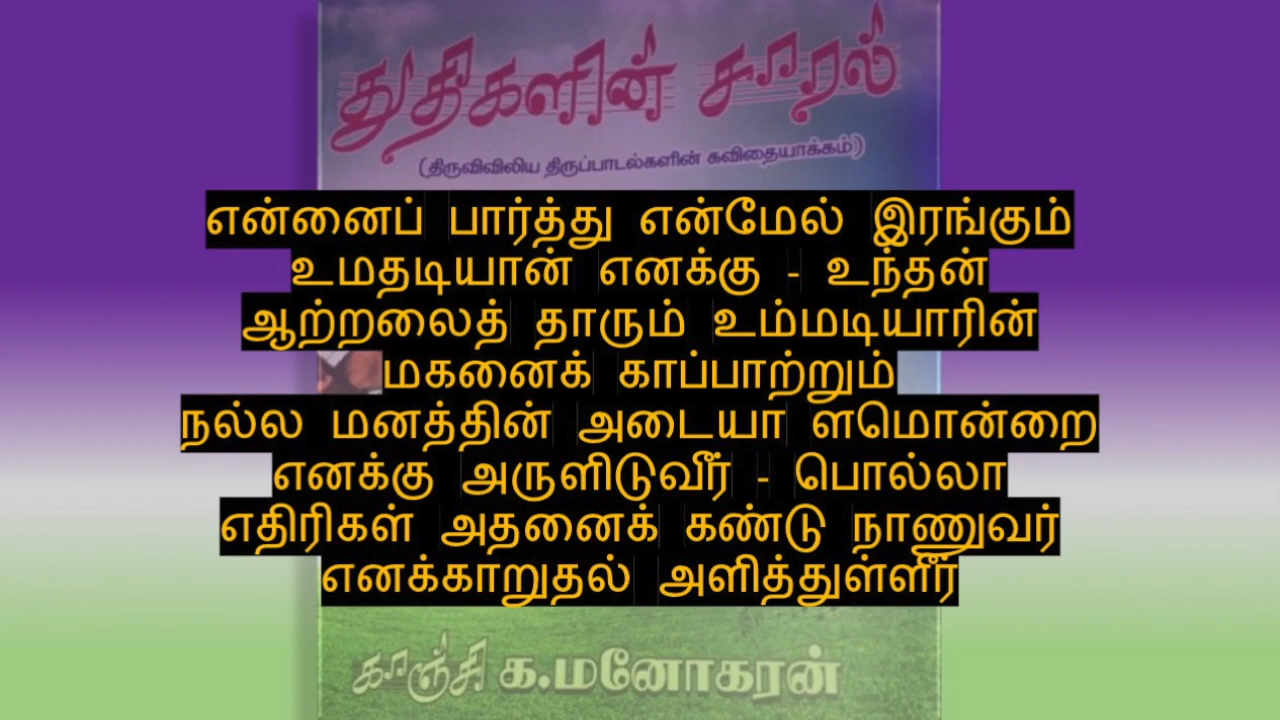 துதிகளின் சாரல்
(திருவிவிலிய திருப்பாடல்களின் கவிதையாக்கம்)
என்னைப் பார்த்து என்மேல் இரங்கும்
உமதடியான் எனக்கு - உந்தன்
ஆற்றலைத் தாரும் உம்மடியாரின்
மகனைக் காப்பாற்றும்
நல்ல மனத்தின் அடையா ளமொன்றை
எனக்கு அருளிடுவீர் - பொல்லா
எதிரிகள் அதனைக் கண்டு நாணுவர்
எனக்காறுதல் அளித்துள்ளீர்
காஞ்சி க.மனோகரன்